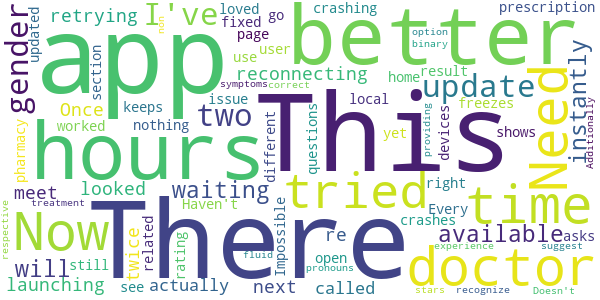 gender retrying I've loved fixed page go updated crashing prescription
app better
section use user home result option binary non
reconnecting update symptoms correct
Once issue local freezes
pharmacy worked keeps nothing two This Need instantly
hours different questions devices yet shows providing Additionally
meet looked waiting tried right crashes time
Haven't Impossible Every
Now There available asks
respective treatment will twice related rating re open pronouns doctor experience suggest
still fluid
launching see actually next called stars recognize Doesn't